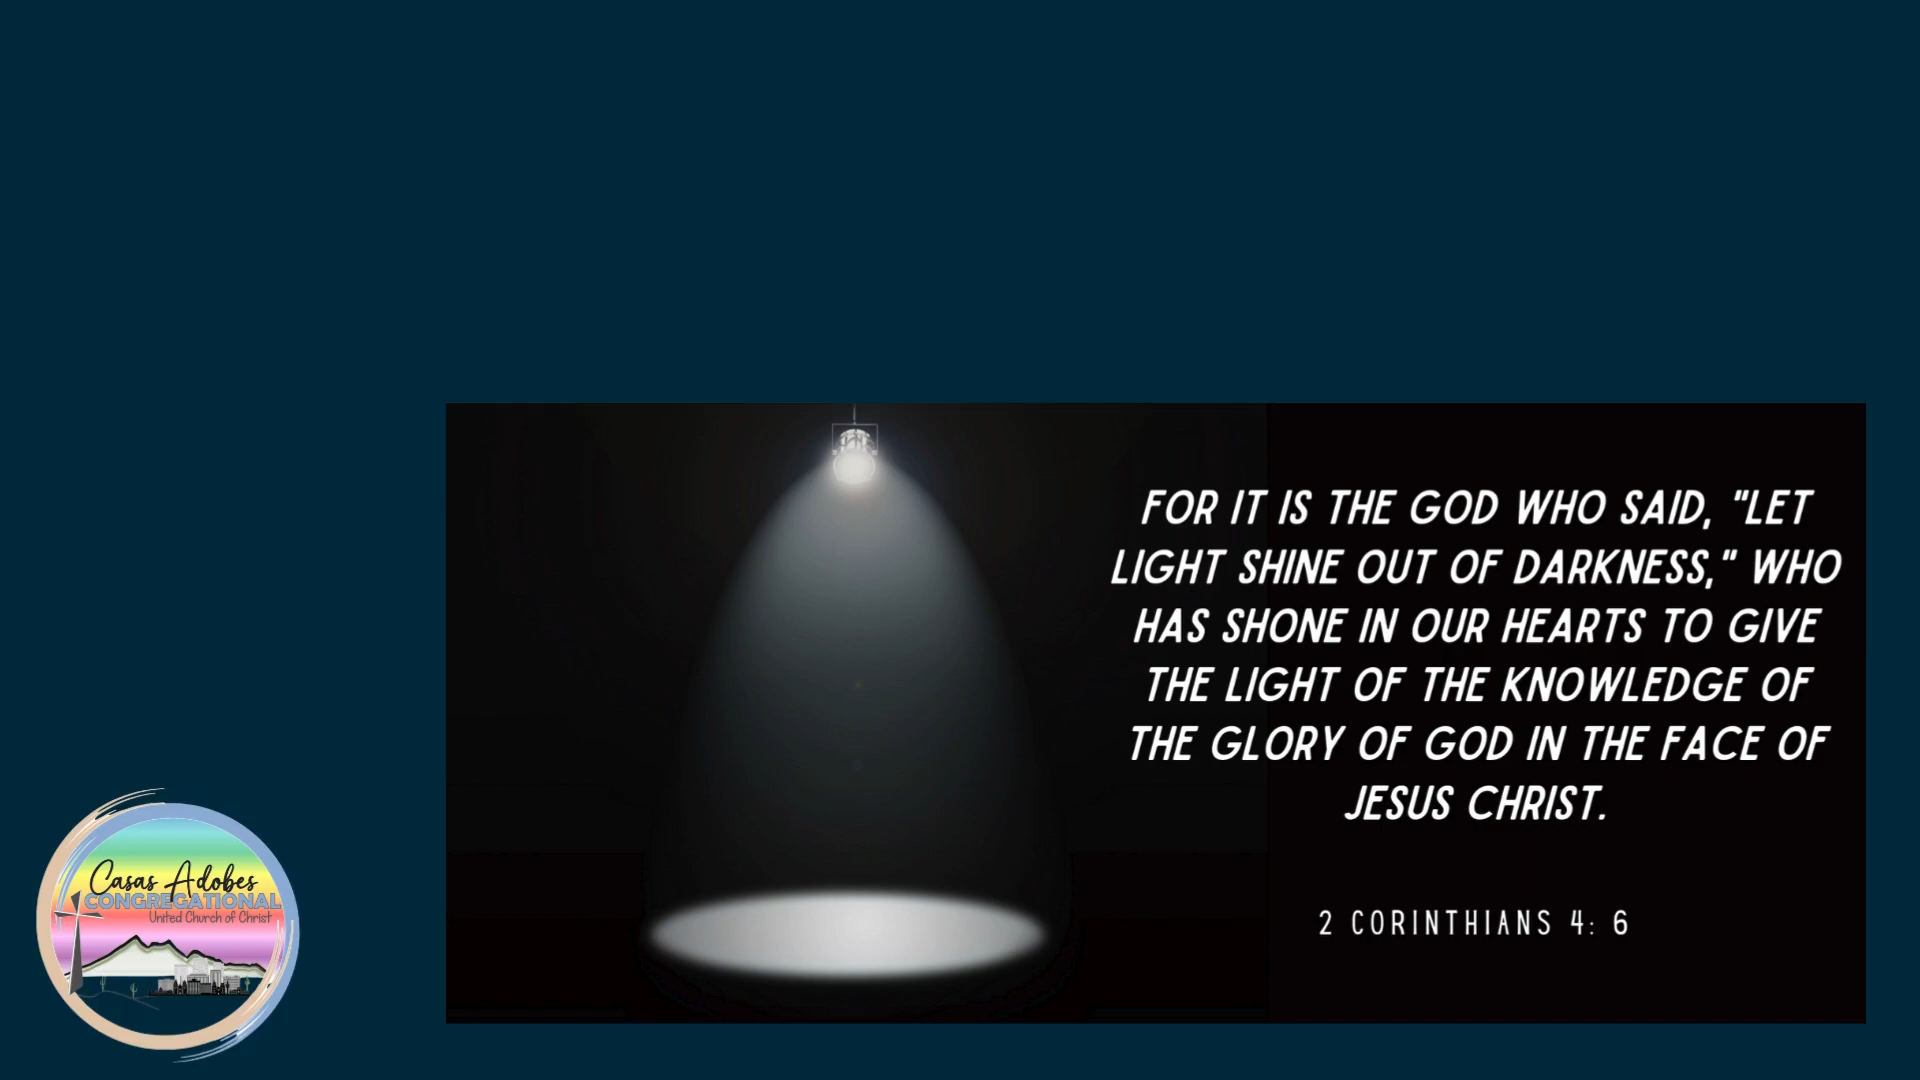 FOR IT IS THE GOD WHO SAID, "LET
LIGHT SHINE OUT OF DARKNESS," WHO
HAS SHONE IN OUR HEARTS TO GIVE
THE LIGHT OF THE KNOWLEDGE OF
THE GLORY OF GOD IN THE FACE OF
JESUS CHRIST.
2 CORINTHIANS 4: 6
Casas Adobes
CONGREGATIONAL
United Church of Christ